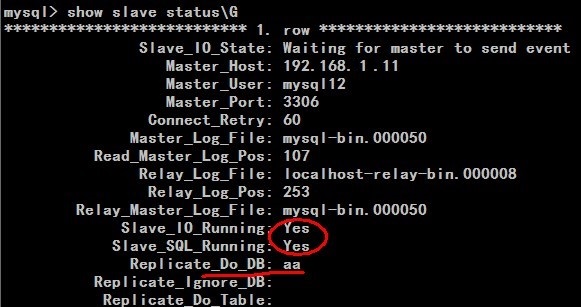 mysql> show slave status\G
*************************** 1. row ***************************
Slave_IO_State: Waiting for master to send event
Master_Host: 192.168.1.11
Master_User: mysql12
Master_Port: 3306
Connect_Retry: 60
Master_Log_File: mysql-bin.000050
Read_Master_Log_Pos: 107
Relay_Log_File: localhost-relay-bin.000008
Relay_Log_Pos: 253
Relay_Master_Log_File: mysql-bin.000050
Slave_IO_Running: Yes
Slave_SQL_Running: Yes
Replicate_Do_DB: aa
Replicate_Ignore_DB:
Replicate_Do_Table: